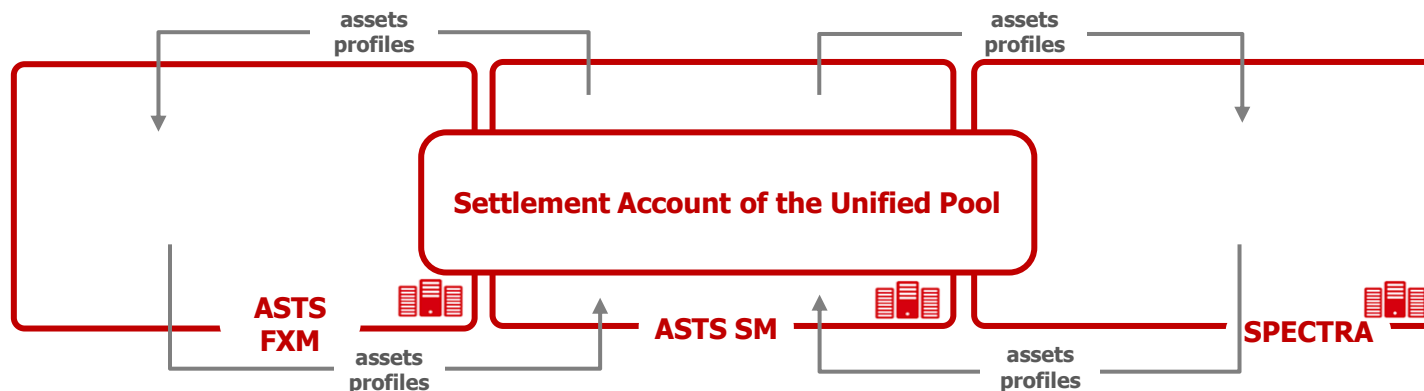 assets
profiles
assets
profiles
Settlement Account of the Unified Pool
ASTS
FXM
ASTS SM
SPECTRA
assets
profiles
assets
profiles